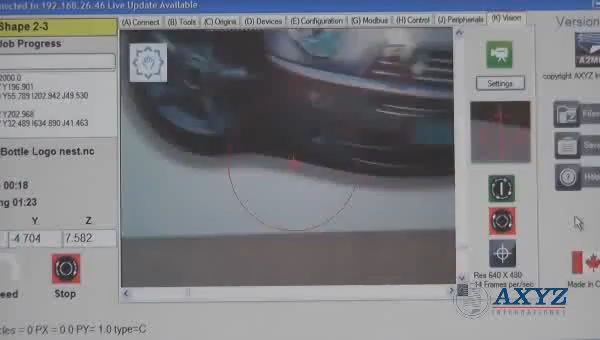 nected to 192.168.26.46 Live Update Available
Shape 2-3
(A) Connect
(B) Tools
(C) Origins
(D) Devices
(E) Configuration
(G) Modbus
(H) Control
(J) Peripherals
(K) Vision
Version
Job Progress
2000.0
Y196.901
Y55.789 I202.942 J49.530
Y202.968
Y32.489 I634.890 J41.463
Bottle Logo nest.nc
00:18
ng 01:23
Y Z
-4.704 7.582
eed Stop
cles = 0 PX = 0.0 PY= 1.0 type=C
Settings
Res 640 X 480
14 Frames per/sec
copyright AXYZ In
Files
Save
Help
Made in C
AXYZ
INTERNATIONAL